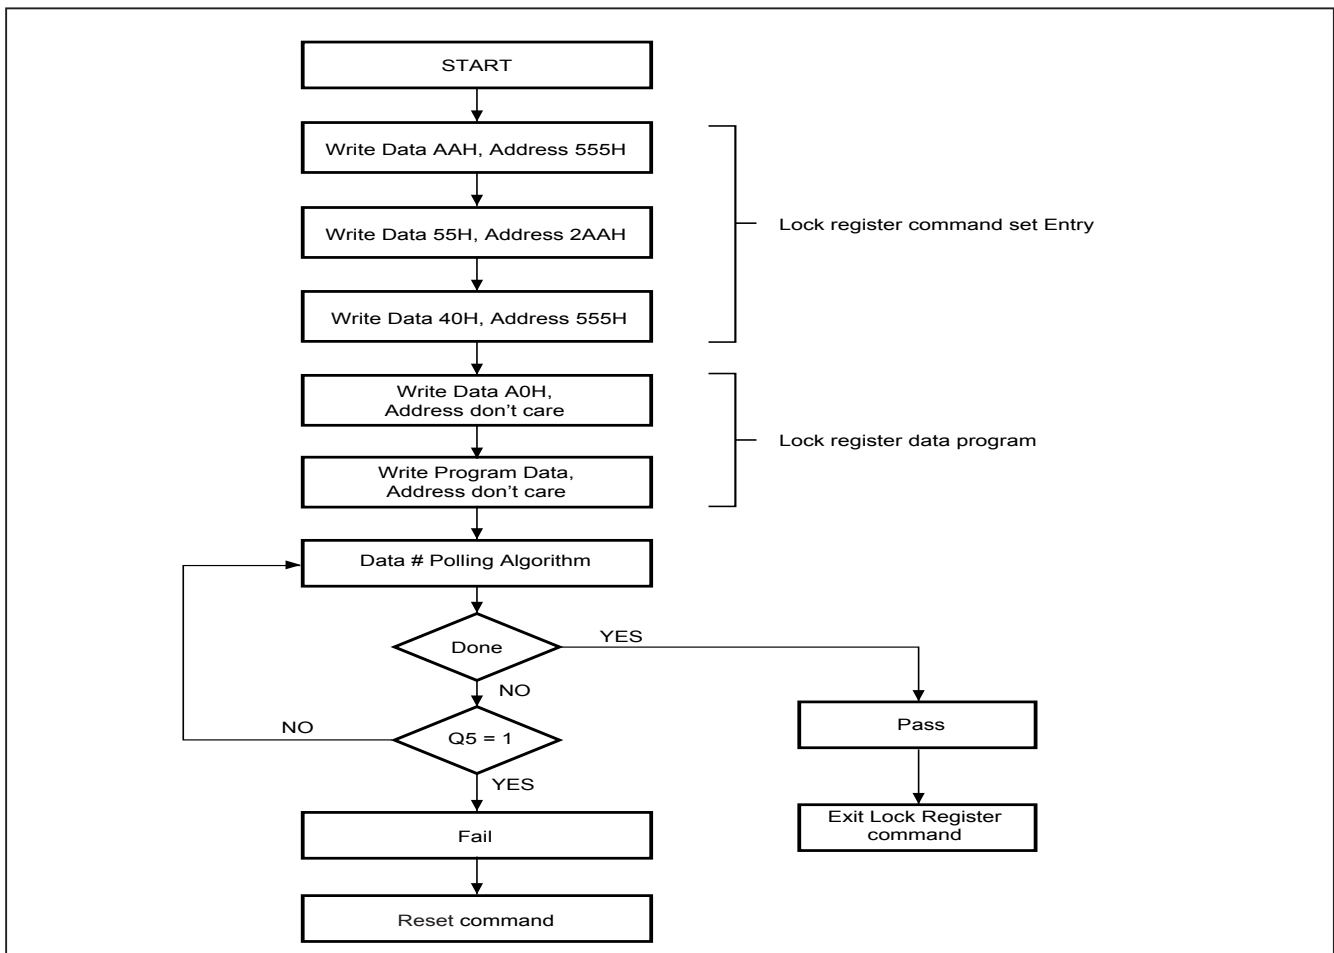 START
Write Data AAH, Address 555H
Write Data 55H, Address 2AAH
Lock register command set Entry
Write Data 40H, Address 555H
Write Data A0H,
Address don't care
Lock register data program
Write Program Data,
Address don't care
Data # Polling Algorithm
Done
YES
NO
Q5 = 1
NO
YES
Pass
Fail
Exit Lock Register
command
Reset command